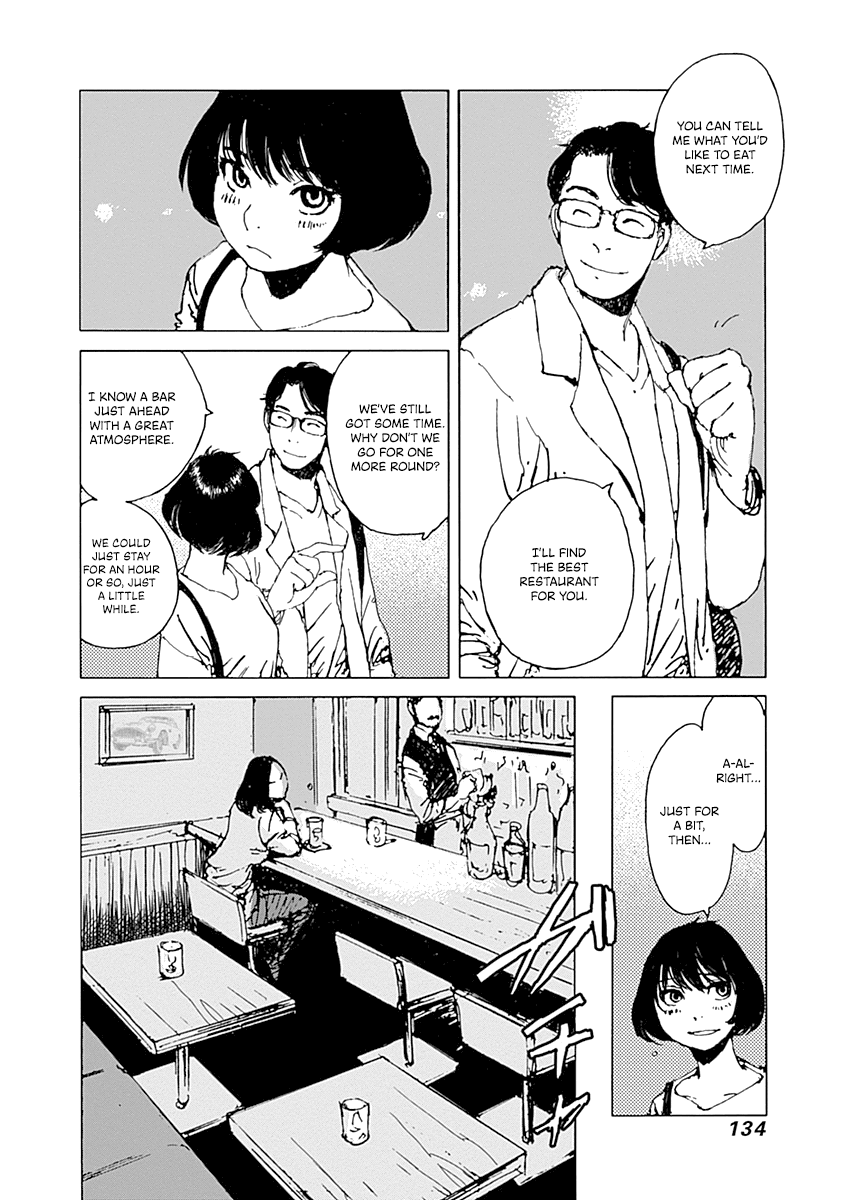 YOU CAN TELL
ME WHAT YOU'D
LIKE TO EAT
NEXT TIME.
I'LL FIND
THE BEST
RESTAURANT
FOR YOU.
WE'VE STILL
GOT SOME TIME.
WHY DON'T WE
GO FOR ONE
MORE ROUND?
I KNOW A BAR
JUST AHEAD
WITH A GREAT
ATMOSPHERE.
WE COULD
JUST STAY
FOR AN HOUR
OR SO, JUST
A LITTLE
WHILE.
A-AL-
RIGHT...
JUST FOR
A BIT,
THEN...
ガチャ
134